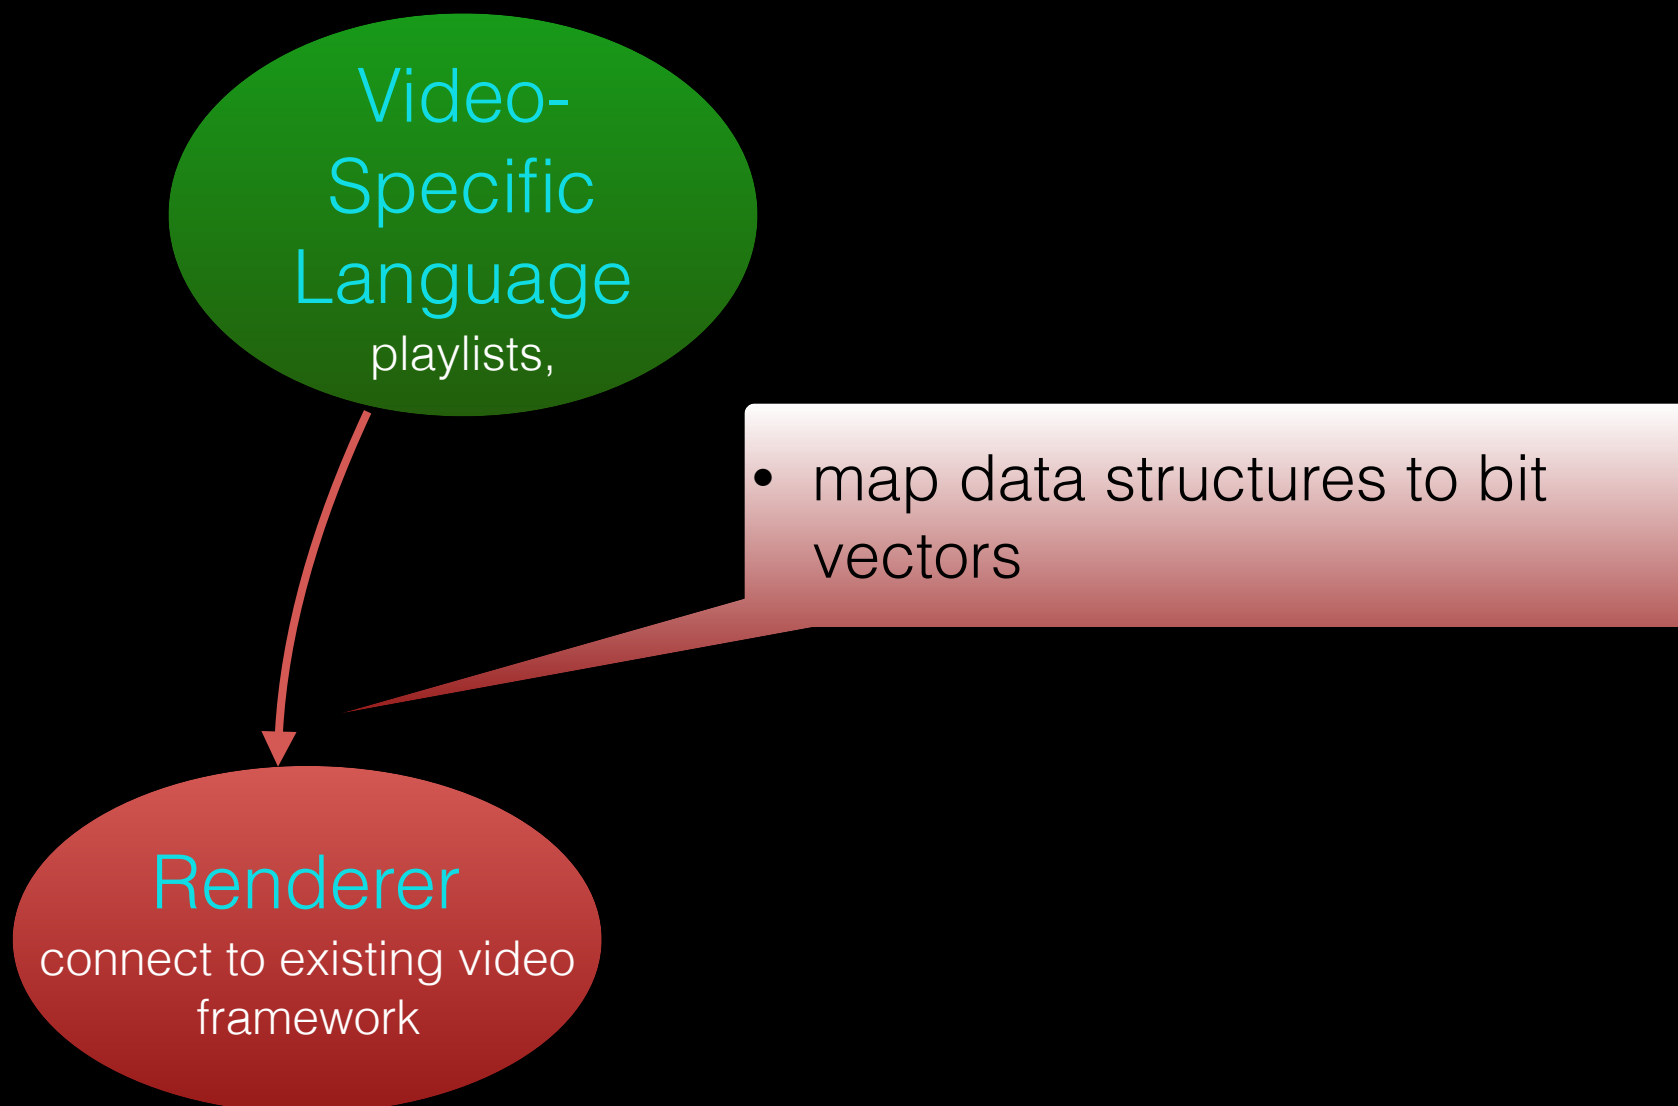 Video-
Specific
Language
playlists,
• map data structures to bit
vectors
Renderer
connect to existing video
framework